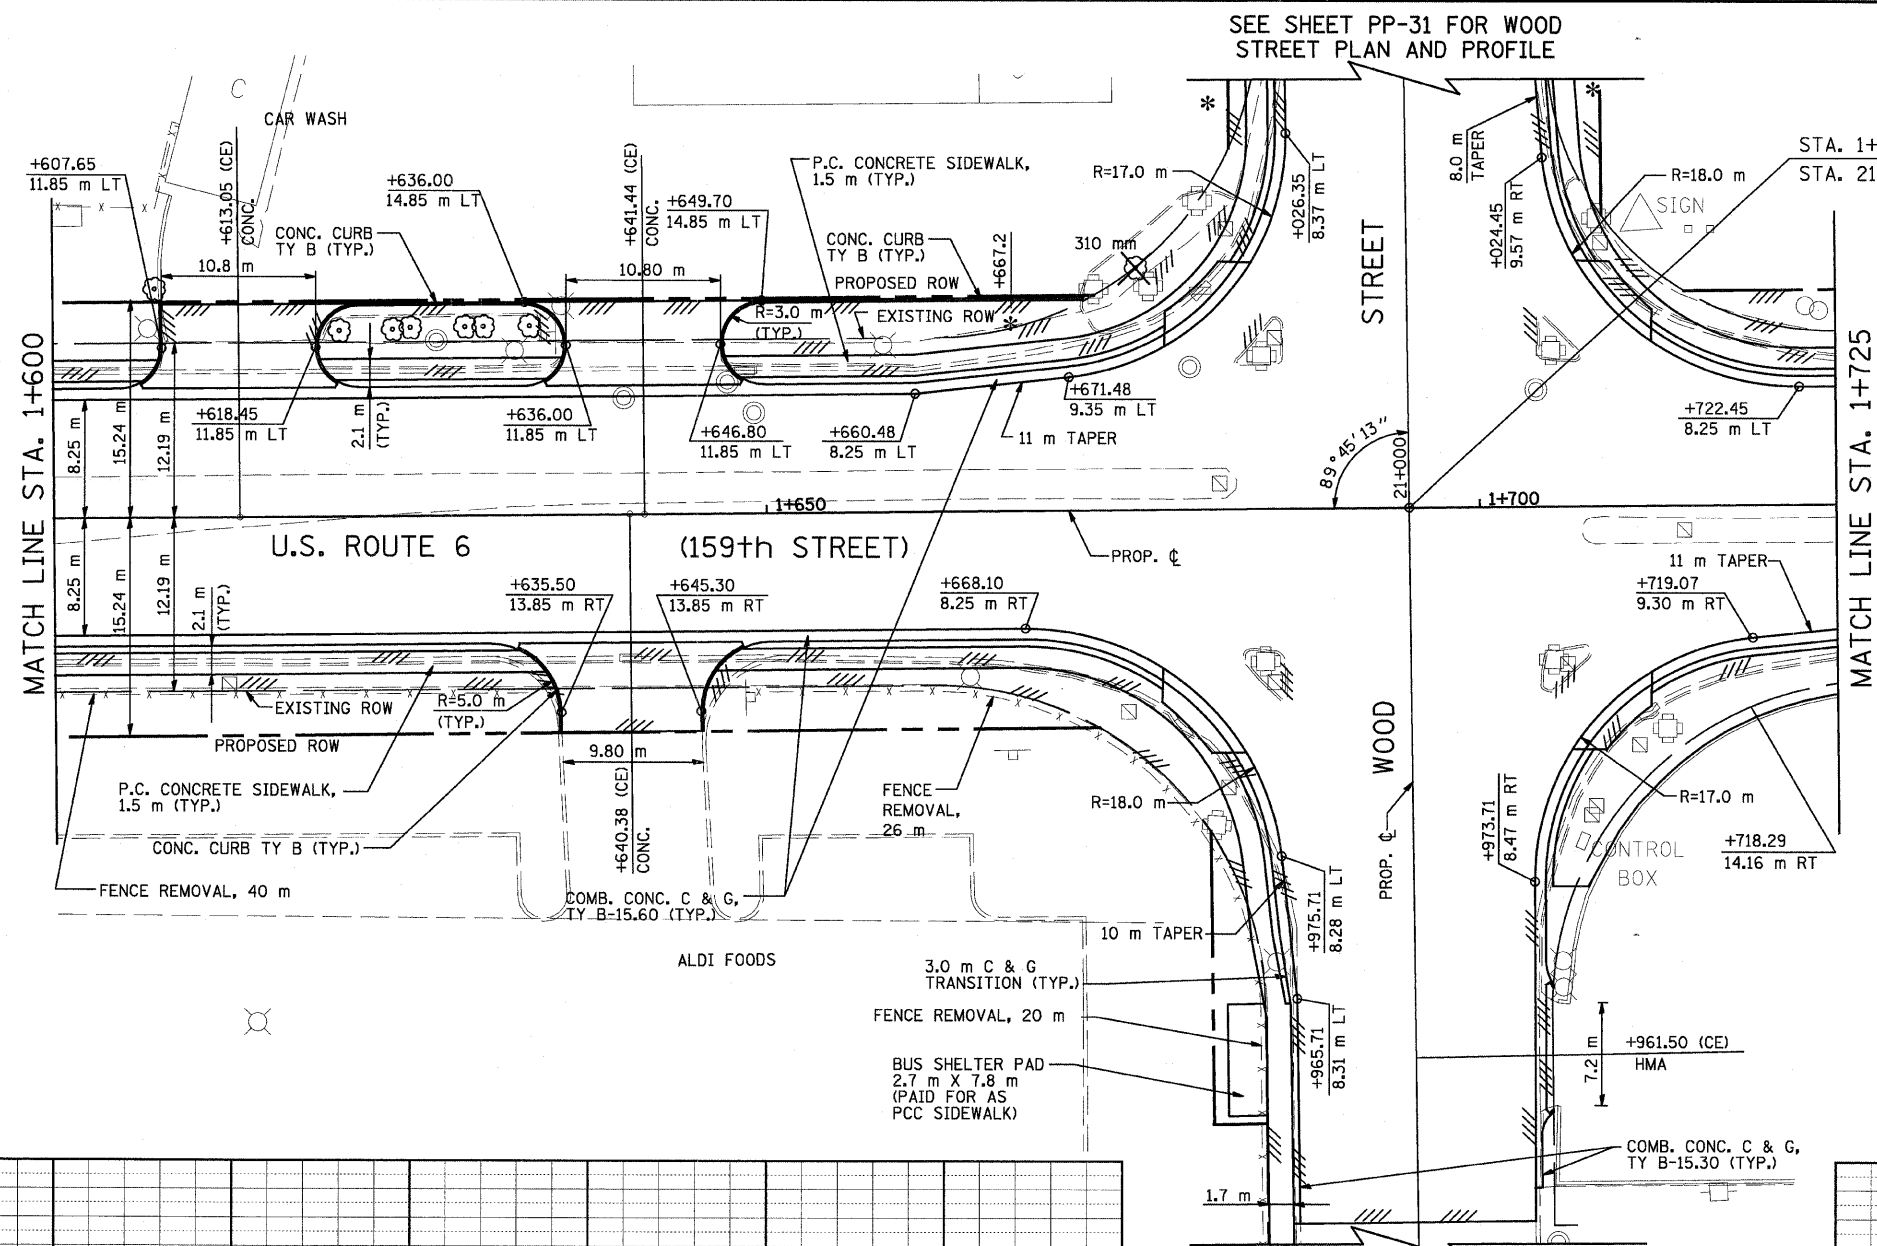 SEE SHEET PP-31 FOR WOOD
STREET PLAN AND PROFILE
C
CAR WASH
+607.65
11.85 m LT
+613.05 (CE)
CONC.
+636.00
14.85 m LT
+641.44 (CE)
CONC.
+649.70
14.85 m LT
P.C. CONCRETE SIDEWALK,
1.5 m (TYP.)
R=17.0 m
+026.35
8.37 m LT
*
*
8.0 m
TAPER
+024.45
9.57 m RT
STA. 1+
STA. 21
R=18.0 m
SIGN
CONC. CURB
TY B (TYP.)
10.8 m
10.80 m
CONC. CURB
TY B (TYP.)
PROPOSED ROW
+667.2
310 mm
R=3.0 m
(TYP.)
EXISTING ROW
*
STREET
MATCH LINE STA. 1+600
8.25 m
15.24 m
12.19 m
+618.45
11.85 m LT
2.1 m
(TYP.)
+636.00
11.85 m LT
+646.80
11.85 m LT
+660.48
8.25 m LT
+671.48
9.35 m LT
11 m TAPER
89°45'13"
21+000
+722.45
8.25 m LT
MATCH LINE STA. 1+725
1+650
1+700
U.S. ROUTE 6
(159th STREET)
PROP. ℄
8.25 m
15.24 m
12.19 m
2.1 m
(TYP.)
+635.50
13.85 m RT
+645.30
13.85 m RT
+668.10
8.25 m RT
11 m TAPER
+719.07
9.30 m RT
EXISTING ROW
R=5.0 m
(TYP.)
PROPOSED ROW
9.80 m
WOOD
P.C. CONCRETE SIDEWALK,
1.5 m (TYP.)
+640.38 (CE)
CONC.
FENCE
REMOVAL,
26 m
R=18.0 m
PROP. ℄
+973.71
8.47 m RT
R=17.0 m
CONC. CURB TY B (TYP.)
+718.29
14.16 m RT
CONTROL
BOX
FENCE REMOVAL, 40 m
COMB. CONC. C & G,
TY B-15.60 (TYP.)
+975.71
8.28 m LT
10 m TAPER
ALDI FOODS
3.0 m C & G
TRANSITION (TYP.)
FENCE REMOVAL, 20 m
+965.71
8.31 m LT
7.2 m
+961.50 (CE)
HMA
BUS SHELTER PAD
2.7 m X 7.8 m
(PAID FOR AS
PCC SIDEWALK)
COMB. CONC. C & G,
TY B-15.30 (TYP.)
1.7 m